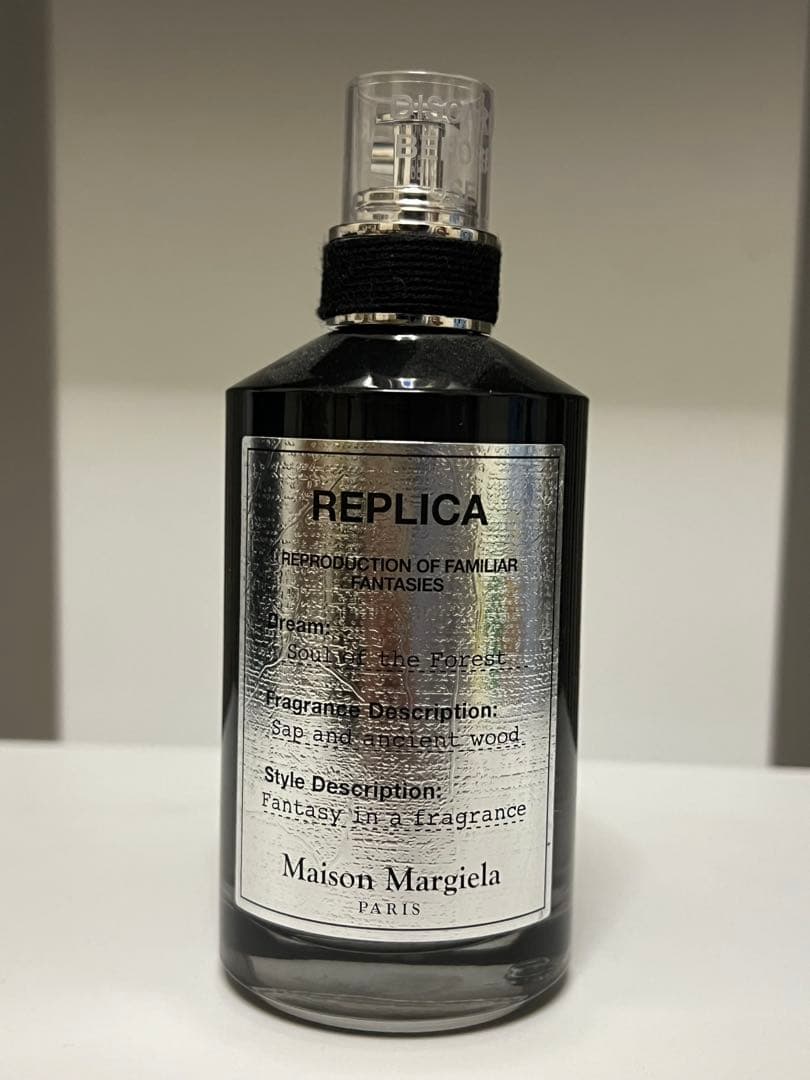 REPLICA
REPRODUCTION OF FAMILIAR
FANTASIES
Dream:
Soul of the Forest
Fragrance Description:
Sap and ancient wood
Style Description:
Fantasy in a fragrance
Maison Margiela
PARIS